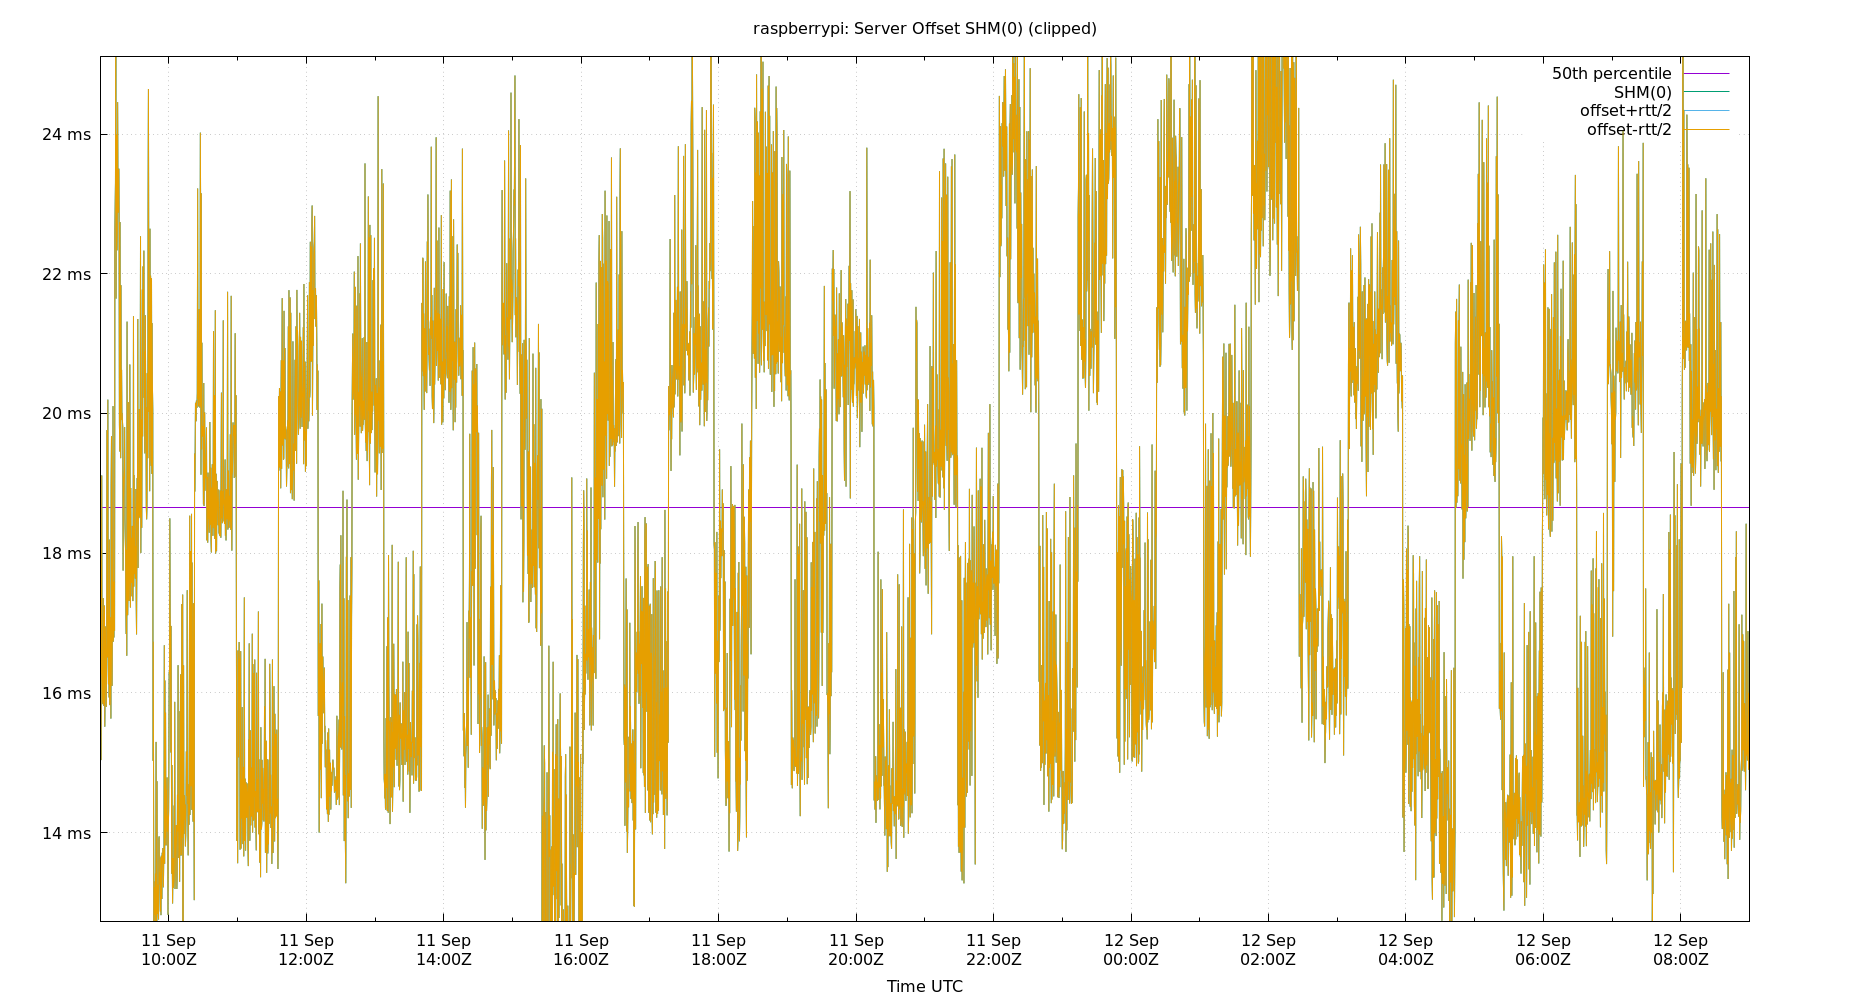 raspberrypi: Server Offset SHM(0) (clipped)
50th percentile
SHM(0)
offset+rtt/2
offset-rtt/2
24 ms
22 ms
20 ms
18 ms
16 ms
14 ms
11 Sep 11 Sep 11 Sep 11 Sep 11 Sep 11 Sep 11 Sep 12 Sep 12 Sep 12 Sep 12 Sep 12 Sep
10:00Z 12:00Z 14:00Z 16:00Z 18:00Z 20:00Z 22:00Z 00:00Z 02:00Z 04:00Z 06:00Z 08:00Z
Time UTC